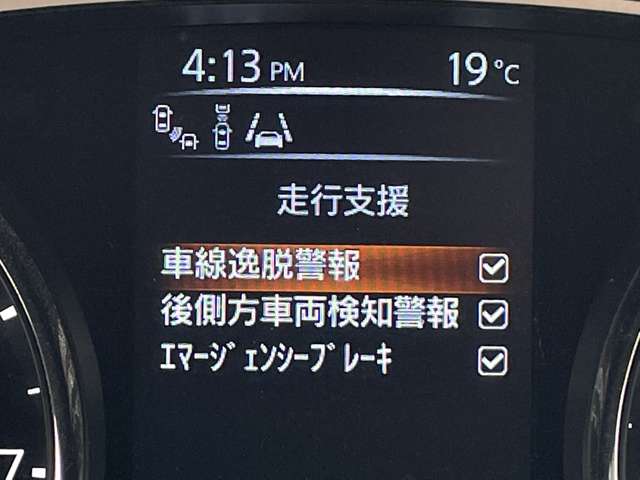 4:13 PM 19℃
走行支援
車線逸脱警報
後側方車両検知警報
ｴﾏｰｼﾞｪﾝｼｰﾌﾞﾚｰｷ
7